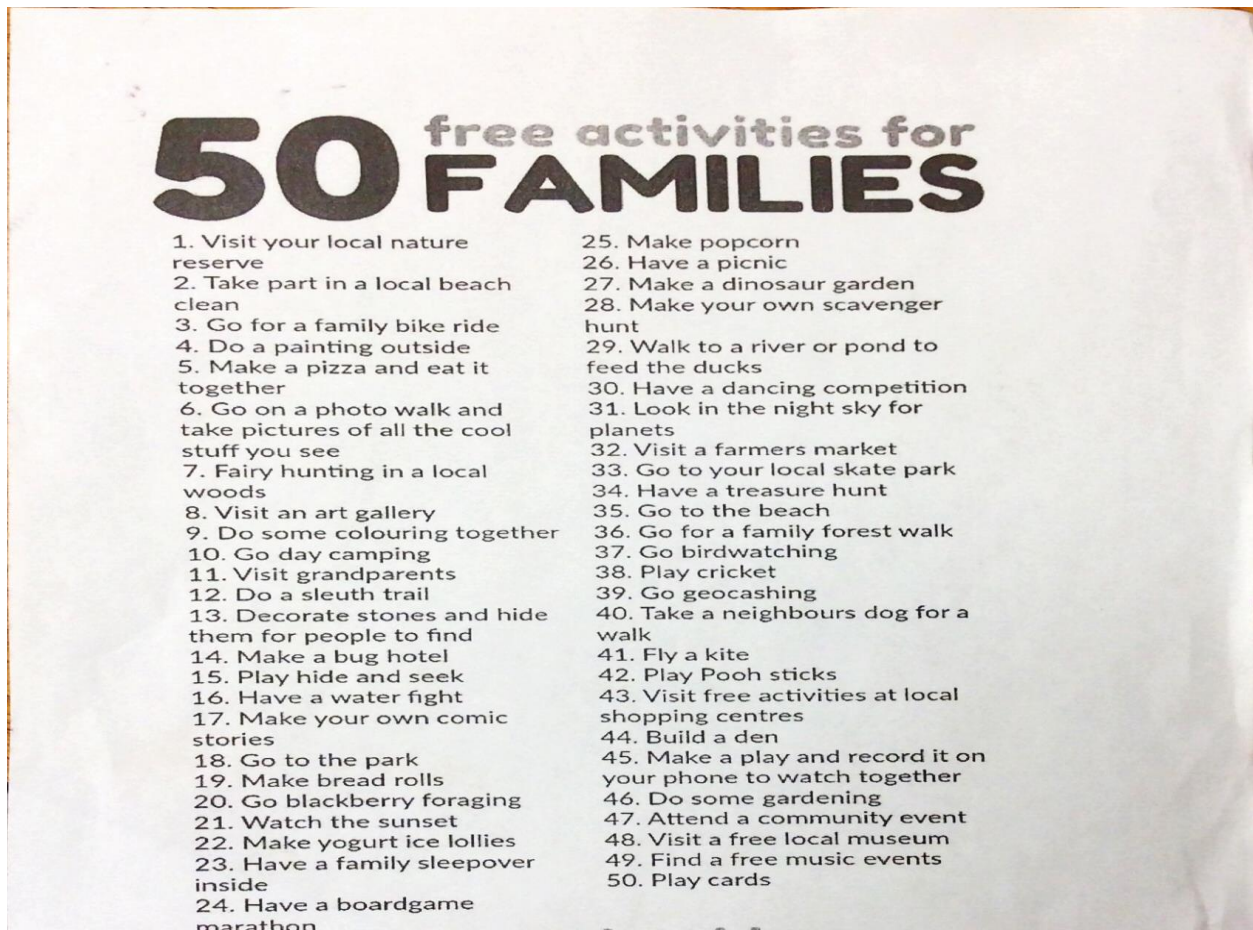 50 free activities for
FAMILIES
1. Visit your local nature
reserve
2. Take part in a local beach
clean
3. Go for a family bike ride
4. Do a painting outside
5. Make a pizza and eat it
together
6. Go on a photo walk and
take pictures of all the cool
stuff you see
7. Fairy hunting in a local
woods
8. Visit an art gallery
9. Do some colouring together
10. Go day camping
11. Visit grandparents
12. Do a sleuth trail
13. Decorate stones and hide
them for people to find
14. Make a bug hotel
15. Play hide and seek
16. Have a water fight
17. Make your own comic
stories
18. Go to the park
19. Make bread rolls
20. Go blackberry foraging
21. Watch the sunset
22. Make yogurt ice lollies
23. Have a family sleepover
inside
24. Have a boardgame
marathon
25. Make popcorn
26. Have a picnic
27. Make a dinosaur garden
28. Make your own scavenger
hunt
29. Walk to a river or pond to
feed the ducks
30. Have a dancing competition
31. Look in the night sky for
planets
32. Visit a farmers market
33. Go to your local skate park
34. Have a treasure hunt
35. Go to the beach
36. Go for a family forest walk
37. Go birdwatching
38. Play cricket
39. Go geocashing
40. Take a neighbours dog for a
walk
41. Fly a kite
42. Play Pooh sticks
43. Visit free activities at local
shopping centres
44. Build a den
45. Make a play and record it on
your phone to watch together
46. Do some gardening
47. Attend a community event
48. Visit a free local museum
49. Find a free music events
50. Play cards